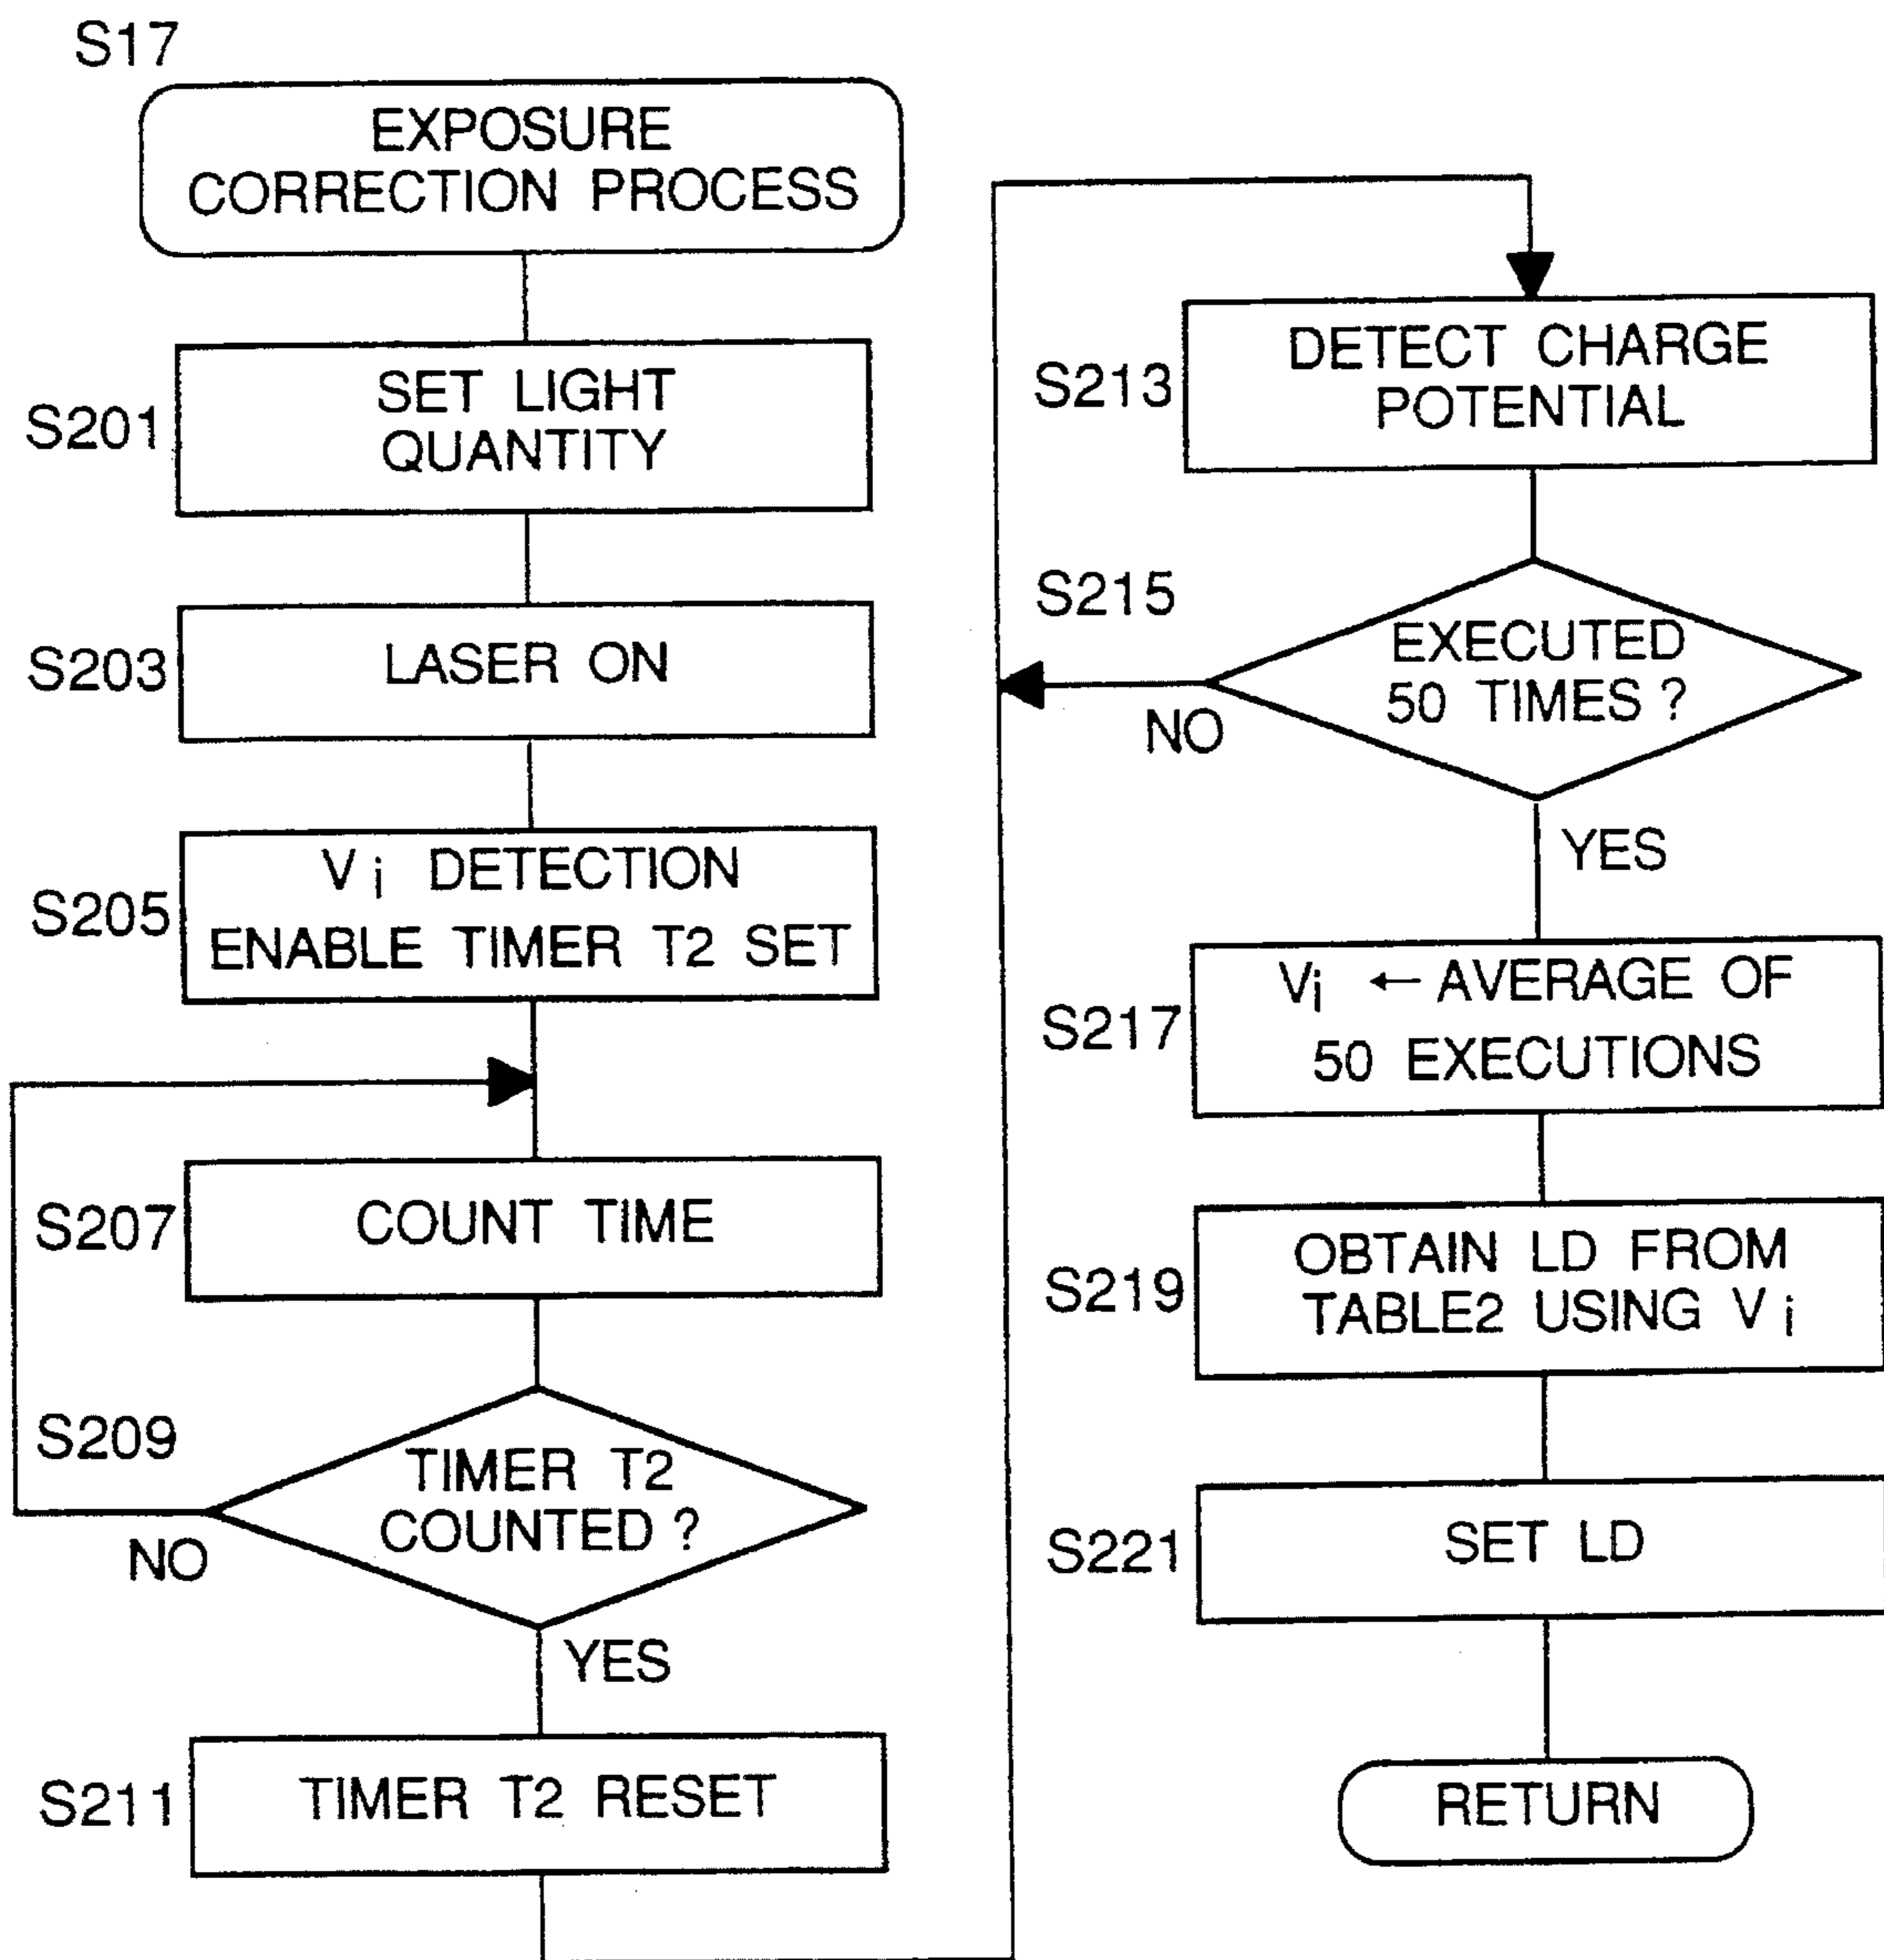 S17
EXPOSURE
CORRECTION PROCESS
S201
SET LIGHT
QUANTITY
S203
LASER ON
S205
Vi DETECTION
ENABLE TIMER T2 SET
S207
COUNT TIME
S209
TIMER T2
COUNTED ?
NO
YES
S211
TIMER T2 RESET
S213
DETECT CHARGE
POTENTIAL
S215
EXECUTED
50 TIMES ?
NO
YES
S217
Vi ← AVERAGE OF
50 EXECUTIONS
S219
OBTAIN LD FROM
TABLE2 USING Vi
S221
SET LD
RETURN